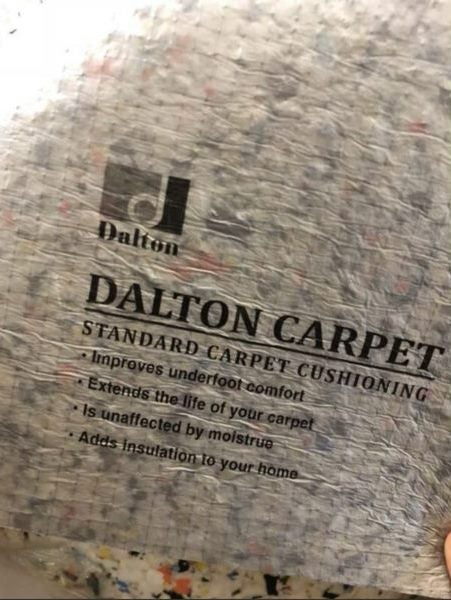 d
Dalton
DALTON CARPET
STANDARD CARPET CUSHIONING
• Improves underfoot comfort
• Extends the life of your carpet
• Is unaffected by moistrue
• Adds insulation to your home